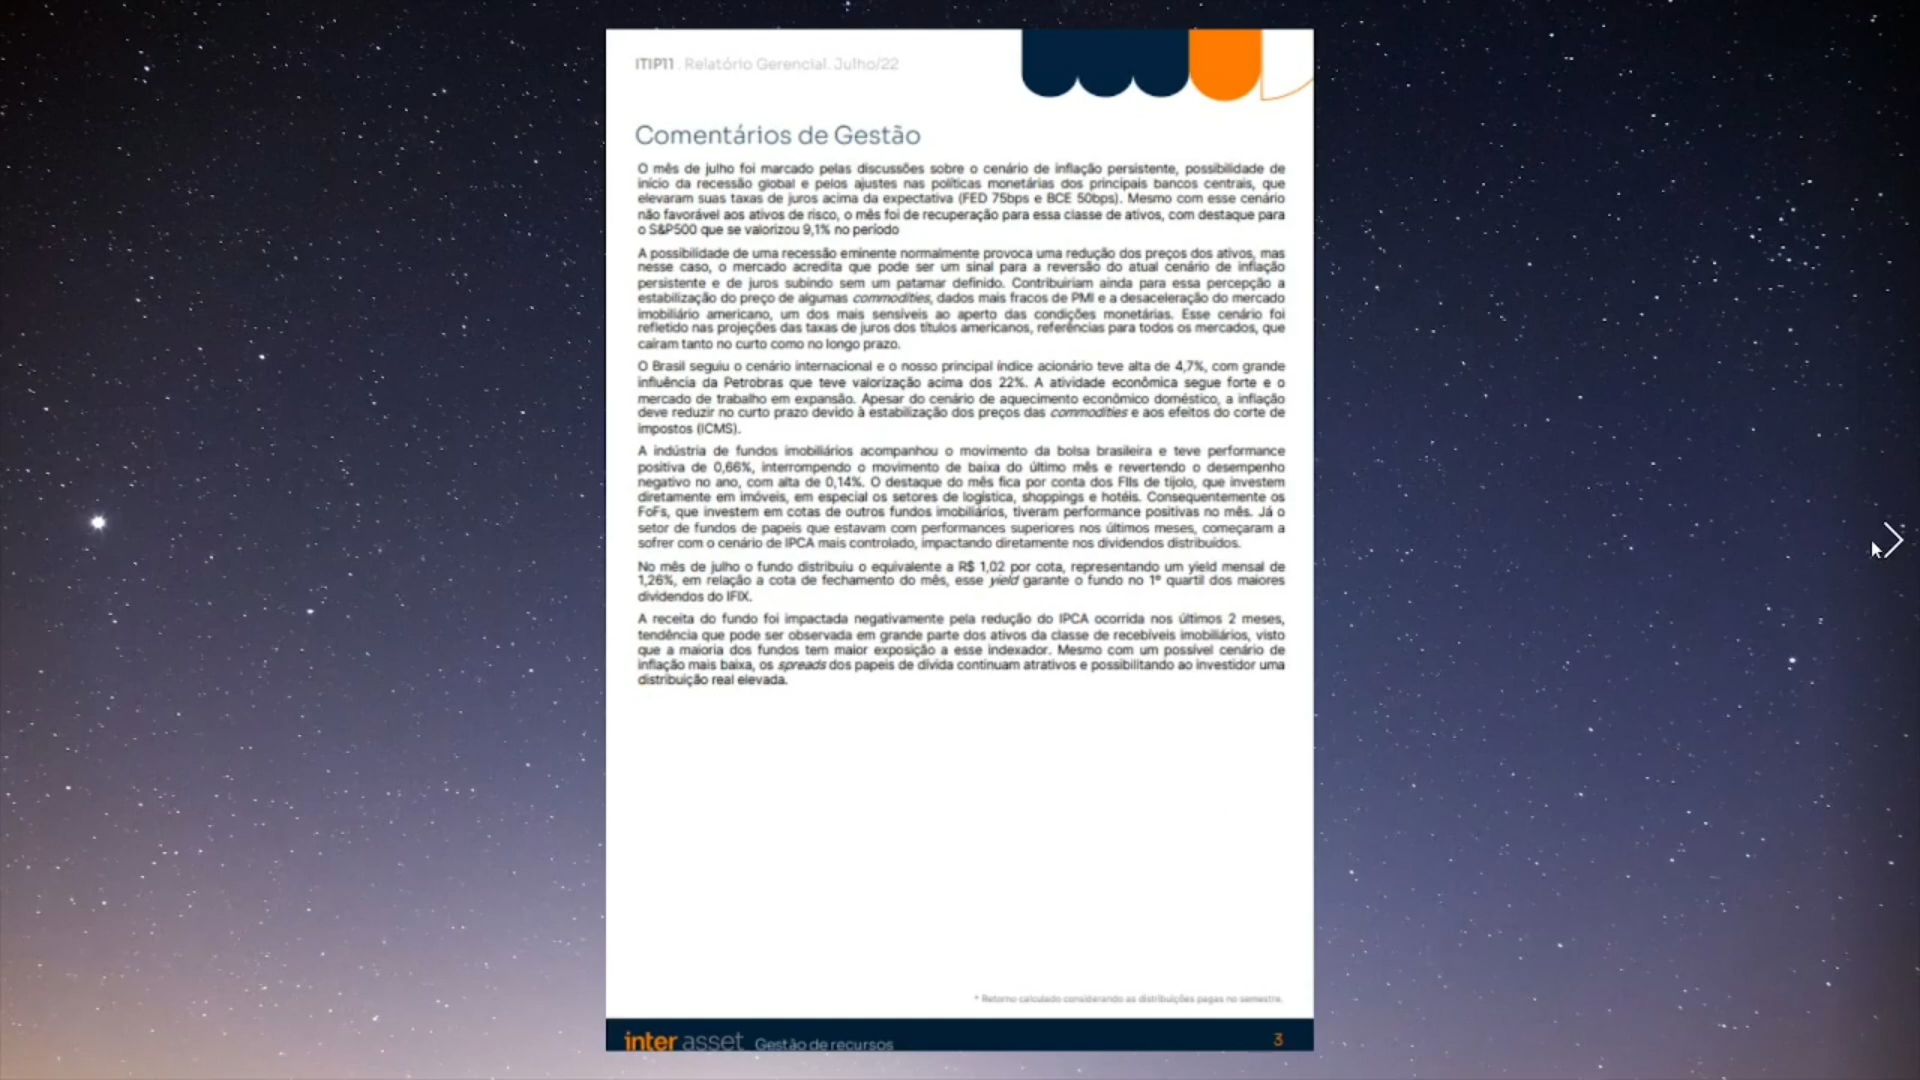 ITIP11 . Relatório Gerencial. Julho/22
Comentários de Gestão
O mês de julho foi marcado pelas discussões sobre o cenário de inflação persistente, possibilidade de
início da recessão global e pelos ajustes nas políticas monetárias dos principais bancos centrais, que
elevaram suas taxas de juros acima da expectativa (FED 75bps e BCE 50bps). Mesmo com esse cenário
não favorável aos ativos de risco, o mês foi de recuperação para essa classe de ativos, com destaque para
o S&P500 que se valorizou 9,1% no período
A possibilidade de uma recessão eminente normalmente provoca uma redução dos preços dos ativos, mas
nesse caso, o mercado acredita que pode ser um sinal para a reversão do atual cenário de inflação
persistente e de juros subindo sem um patamar definido. Contribuiriam ainda para essa percepção a
estabilização do preço de algumas commodities, dados mais fracos de PMI e a desaceleração do mercado
imobiliário americano, um dos mais sensíveis ao aperto das condições monetárias. Esse cenário foi
refletido nas projeções das taxas de juros dos títulos americanos, referências para todos os mercados, que
caíram tanto no curto como no longo prazo.
O Brasil seguiu o cenário internacional e o nosso principal índice acionário teve alta de 4,7%, com grande
influência da Petrobras que teve valorização acima dos 22%. A atividade econômica segue forte e o
mercado de trabalho em expansão. Apesar do cenário de aquecimento econômico doméstico, a inflação
deve reduzir no curto prazo devido à estabilização dos preços das commodities e aos efeitos do corte de
impostos (ICMS).
A indústria de fundos imobiliários acompanhou o movimento da bolsa brasileira e teve performance
positiva de 0,66%, interrompendo o movimento de baixa do último mês e revertendo o desempenho
negativo no ano, com alta de 0,14%. O destaque do mês fica por conta dos FIIs de tijolo, que investem
diretamente em imóveis, em especial os setores de logística, shoppings e hotéis. Consequentemente os
FoFs, que investem em cotas de outros fundos imobiliários, tiveram performance positivas no mês. Já o
setor de fundos de papeis que estavam com performances superiores nos últimos meses, começaram a
sofrer com o cenário de IPCA mais controlado, impactando diretamente nos dividendos distribuídos.
No mês de julho o fundo distribuiu o equivalente a R$ 1,02 por cota, representando um yield mensal de
1,26%, em relação a cota de fechamento do mês, esse yield garante o fundo no 1º quartil dos maiores
dividendos do IFIX.
A receita do fundo foi impactada negativamente pela redução do IPCA ocorrida nos últimos 2 meses,
tendência que pode ser observada em grande parte dos ativos da classe de recebíveis imobiliários, visto
que a maioria dos fundos tem maior exposição a esse indexador. Mesmo com um possível cenário de
inflação mais baixa, os spreads dos papeis de dívida continuam atrativos e possibilitando ao investidor uma
distribuição real elevada.
* Retorno calculado considerando as distribuições pagas no semestre.
inter asset Gestão de recursos
3